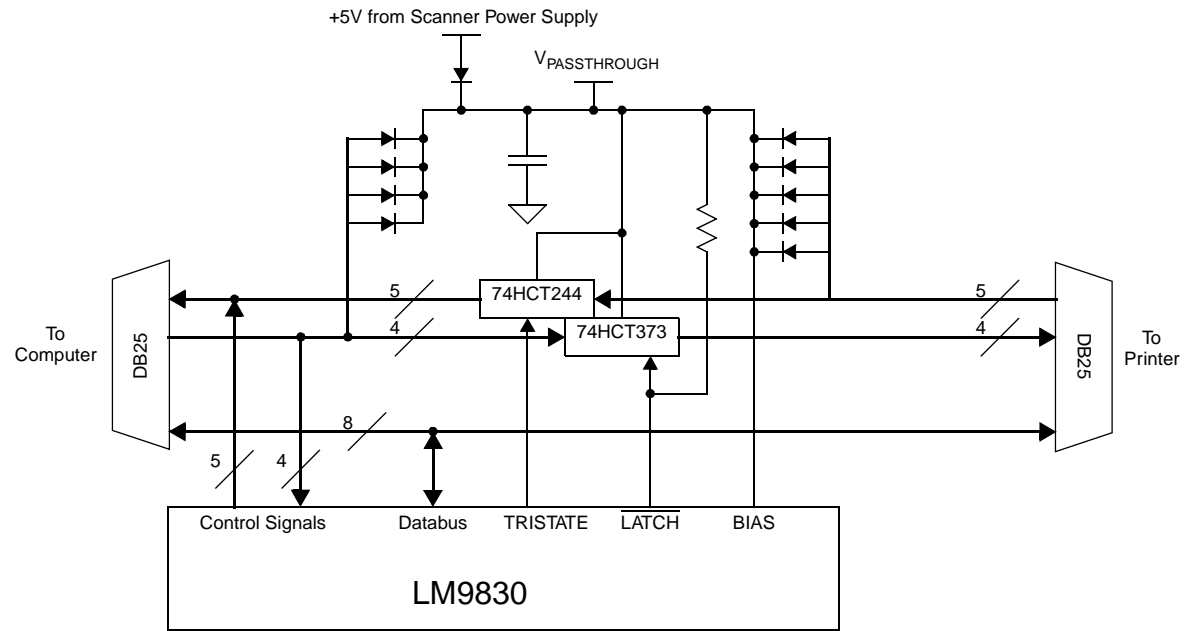 +5V from Scanner Power Supply
VPASSTHROUGH
5
74HCT244
5
To
Computer
DB25
4
74HCT373
4
DB25
To
Printer
8
5
4
Control Signals
Databus
TRISTATE
LATCH
BIAS
LM9830